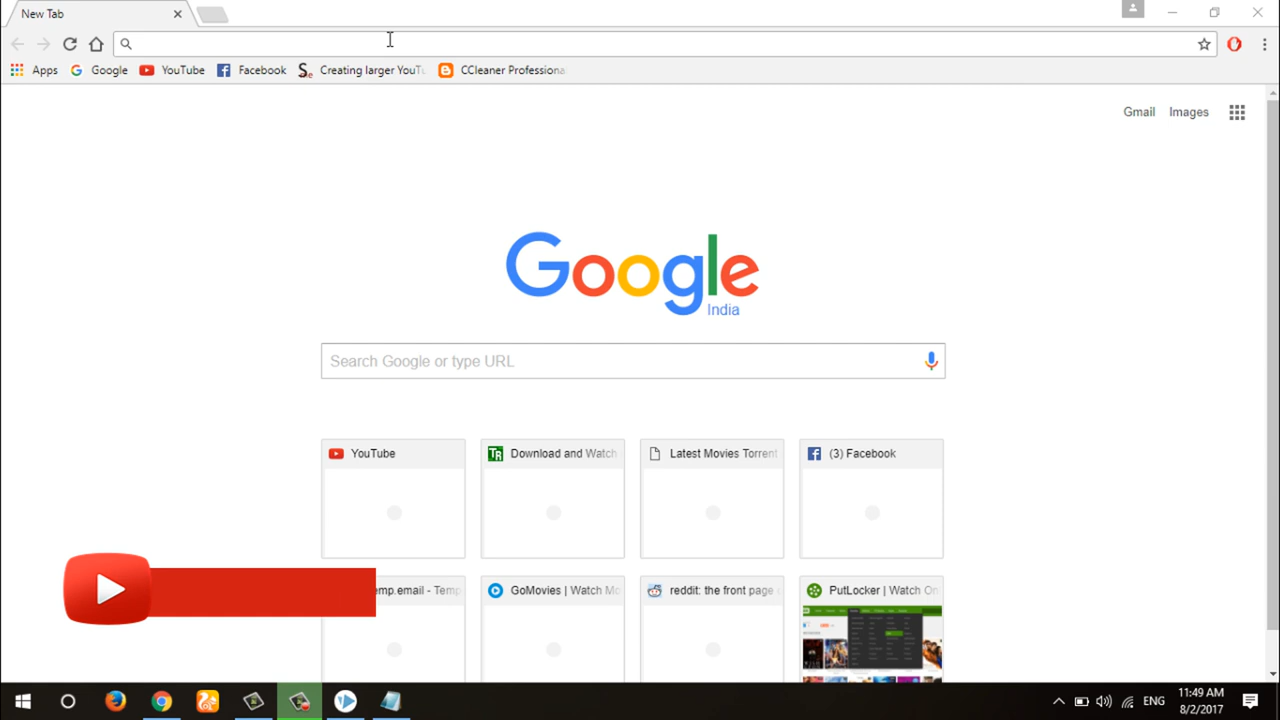 New Tab
Apps Google YouTube Facebook Creating larger YouTu CCleaner Professiona
Gmail Images
Google
India
Search Google or type URL
YouTube Download and Watch Latest Movies Torrent (3) Facebook
emp.email - Temp GoMovies | Watch Mo reddit: the front page PutLocker | Watch On
ENG
11:49 AM
8/2/2017